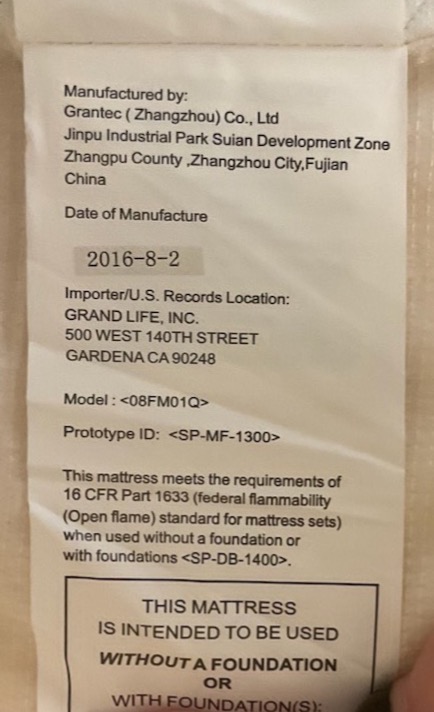 Manufactured by:
Grantec ( Zhangzhou) Co., Ltd
Jinpu Industrial Park Suian Development Zone
Zhangpu County ,Zhangzhou City,Fujian
China
Date of Manufacture
2016-8-2
Importer/U.S. Records Location:
GRAND LIFE, INC.
500 WEST 140TH STREET
GARDENA CA 90248
Model : <08FM01Q>
Prototype ID: <SP-MF-1300>
This mattress meets the requirements of
16 CFR Part 1633 (federal flammability
(Open flame) standard for mattress sets)
when used without a foundation or
with foundations <SP-DB-1400>.
THIS MATTRESS
IS INTENDED TO BE USED
WITHOUT A FOUNDATION
OR
WITH FOUNDATION(S):